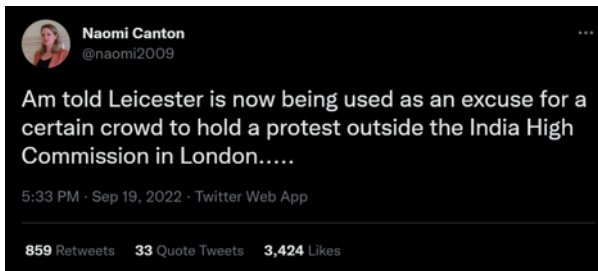 Naomi Canton
@naomi2009
Am told Leicester is now being used as an excuse for a
certain crowd to hold a protest outside the India High
Commission in London.....
5:33 PM · Sep 19, 2022 · Twitter Web App
859 Retweets 33 Quote Tweets 3,424 Likes